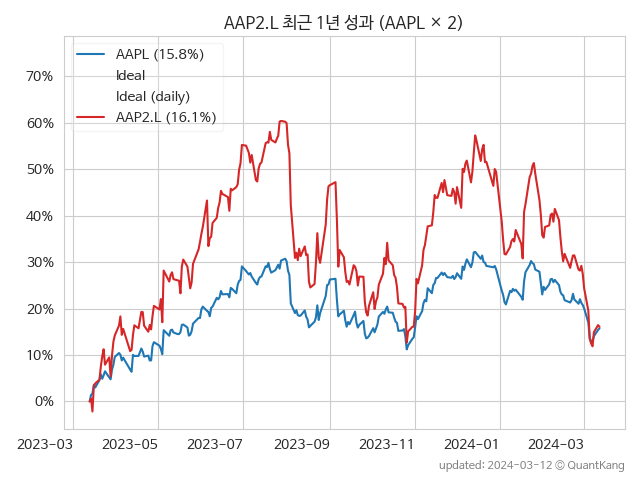 AAP2.L 최근 1년 성과 (AAPL × 2)
AAPL (15.8%)
Ideal
Ideal (daily)
AAP2.L (16.1%)
70%
60%
50%
40%
30%
20%
10%
0%
2023-03 2023-05 2023-07 2023-09 2023-11 2024-01 2024-03
updated: 2024-03-12 © QuantKang